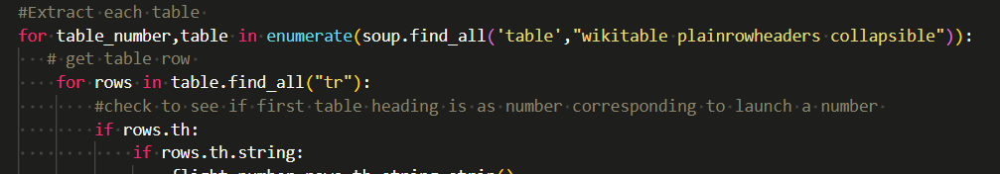 #Extract each table
for table_number,table in enumerate(soup.find_all('table',"wikitable plainrowheaders collapsible")):
   # get table row
    for rows in table.find_all("tr"):
        #check to see if first table heading is as number corresponding to launch a number
        if rows.th:
            if rows.th.string:
                flight_number=rows.th.string.strip()